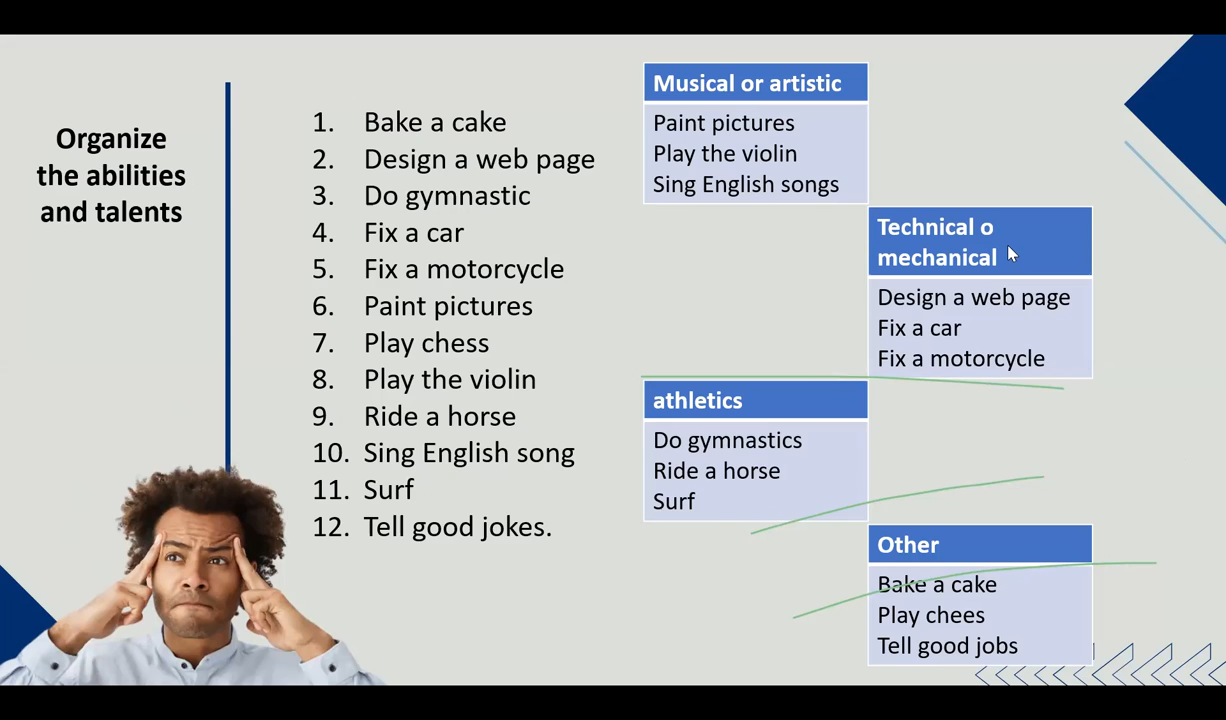 Organize
the abilities
and talents
1. Bake a cake
2. Design a web page
3. Do gymnastic
4. Fix a car
5. Fix a motorcycle
6. Paint pictures
7. Play chess
8. Play the violin
9. Ride a horse
10. Sing English song
11. Surf
12. Tell good jokes.
Musical or artistic
Paint pictures
Play the violin
Sing English songs
Technical o
mechanical
Design a web page
Fix a car
Fix a motorcycle
athletics
Do gymnastics
Ride a horse
Surf
Other
Bake a cake
Play chees
Tell good jobs